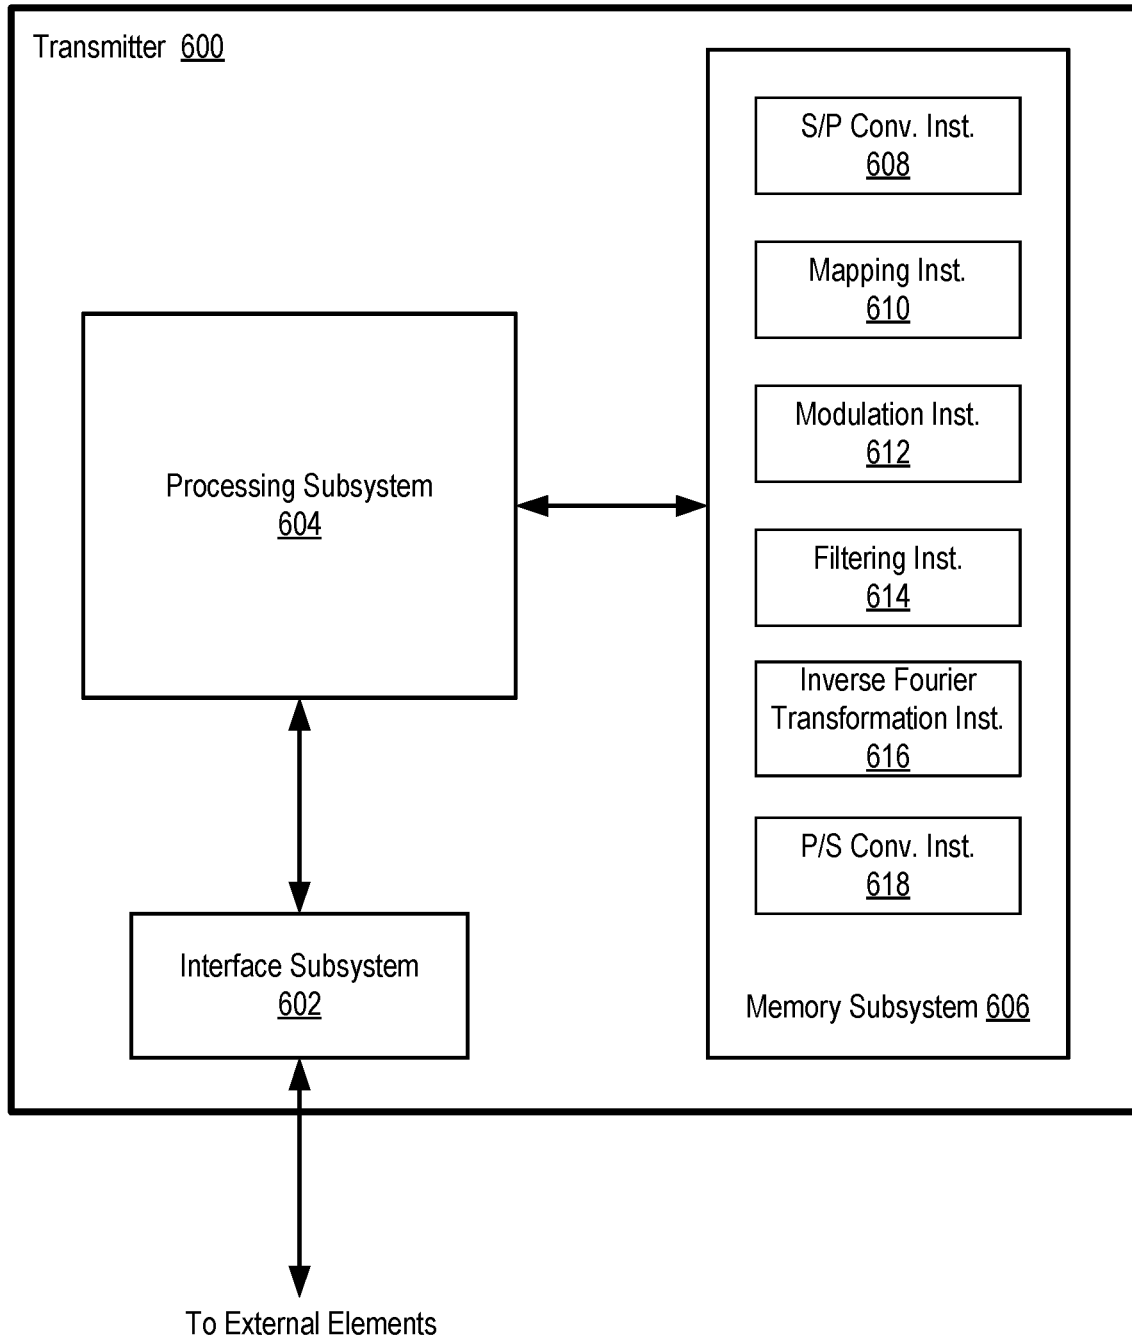 Transmitter 600
S/P Conv. Inst.
608
Mapping Inst.
610
Modulation Inst.
612
Filtering Inst.
614
Inverse Fourier
Transformation Inst.
616
P/S Conv. Inst.
618
Memory Subsystem 606
Processing Subsystem
604
Interface Subsystem
602
To External Elements